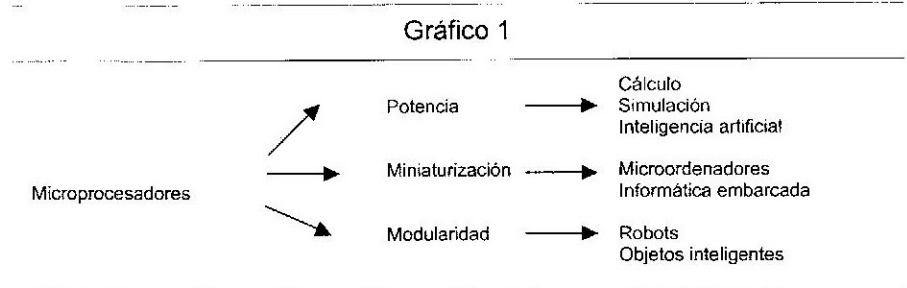 Gráfico 1
Potencia
Cálculo
Simulación
Inteligencia artificial
Microprocesadores
Miniaturización
Microordenadores
Informática embarcada
Modularidad
Robots
Objetos inteligentes